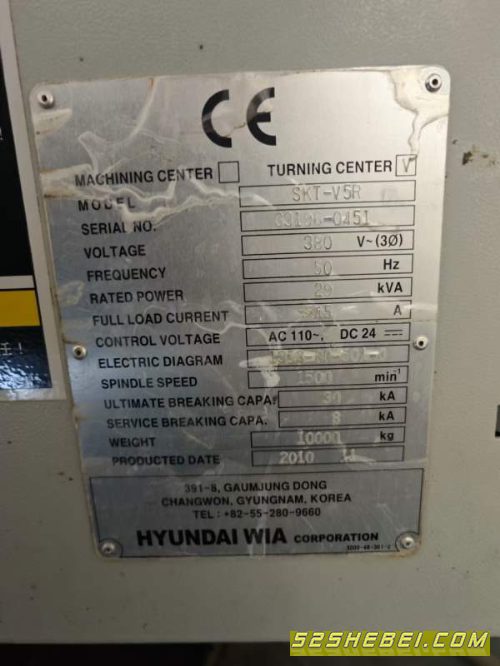 CE
MACHINING CENTER TURNING CENTER V
MODEL SKT-V5R
SERIAL NO.
VOLTAGE 380 V~(3Ø)
FREQUENCY 50 Hz
RATED POWER kVA
FULL LOAD CURRENT A
CONTROL VOLTAGE AC 110~, DC 24
ELECTRIC DIAGRAM
SPINDLE SPEED 1500 min⁻¹
ULTIMATE BREAKING CAPA. 30 kA
SERVICE BREAKING CAPA. 8 kA
WEIGHT 10000 kg
PRODUCTED DATE 2010 11
391-8, GAUMJUNG DONG
CHANGWON, GYUNGNAM, KOREA
TEL : +82-55-280-9660
HYUNDAI WIA CORPORATION
52SHEBEI.COM